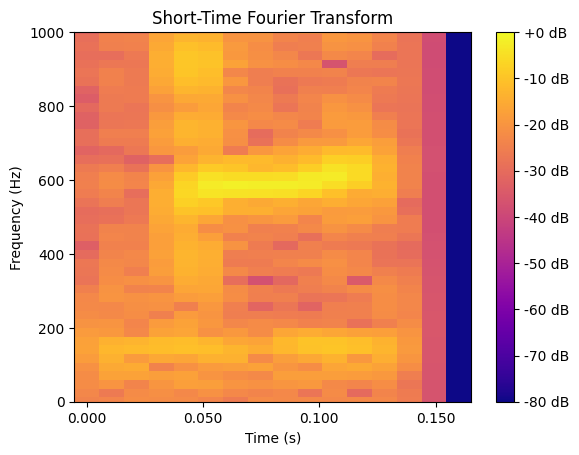 Short-Time Fourier Transform
Frequency (Hz)
1000
800
600
400
200
0
0.000
0.050
0.100
0.150
Time (s)
+0 dB
-10 dB
-20 dB
-30 dB
-40 dB
-50 dB
-60 dB
-70 dB
-80 dB